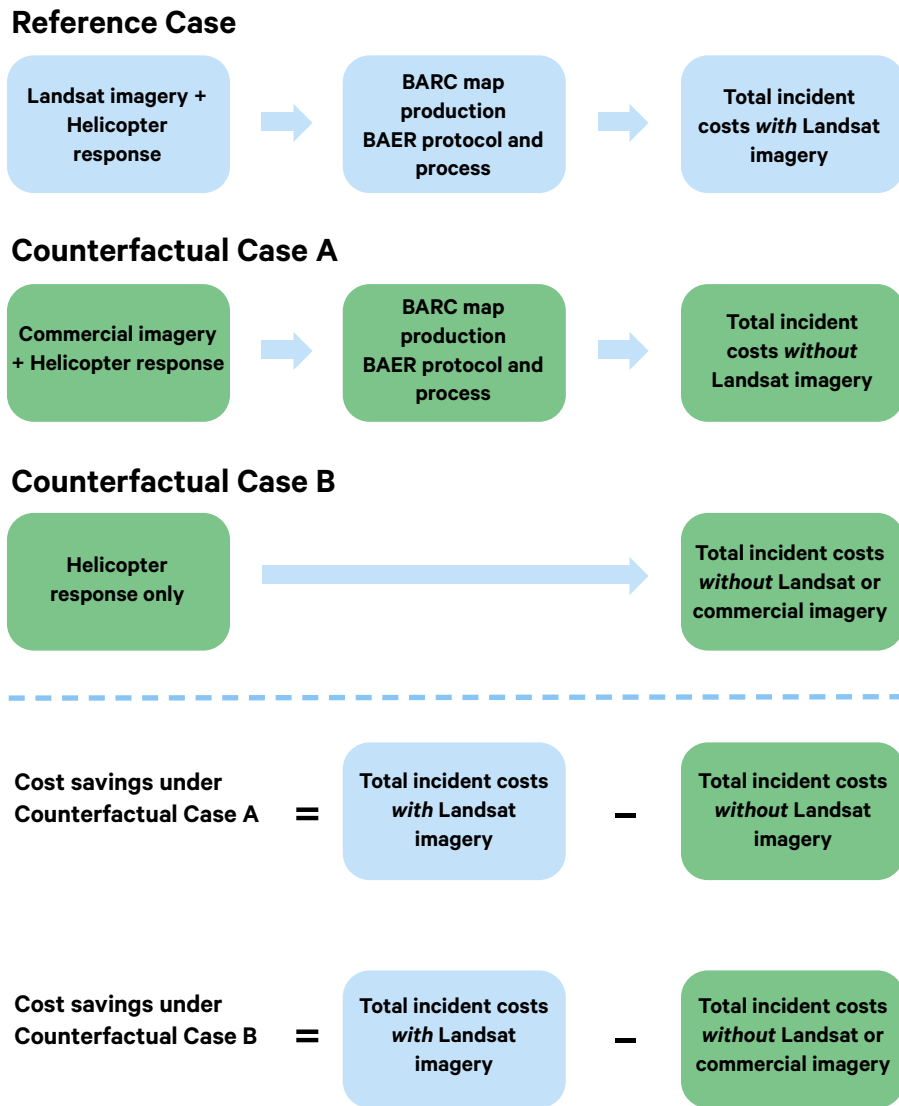 Reference Case
Landsat imagery +
Helicopter
response
BARC map
production
BAER protocol and
process
Total incident
costs with Landsat
imagery
Counterfactual Case A
Commercial imagery
+ Helicopter response
BARC map
production
BAER protocol and
process
Total incident
costs without
Landsat imagery
Counterfactual Case B
Helicopter
response only
Total incident costs
without Landsat or
commercial imagery
Cost savings under
Counterfactual Case A
=
Total incident costs
with Landsat
imagery
–
Total incident costs
without Landsat
imagery
Cost savings under
Counterfactual Case B
=
Total incident costs
with Landsat
imagery
–
Total incident costs
without Landsat or
commercial imagery